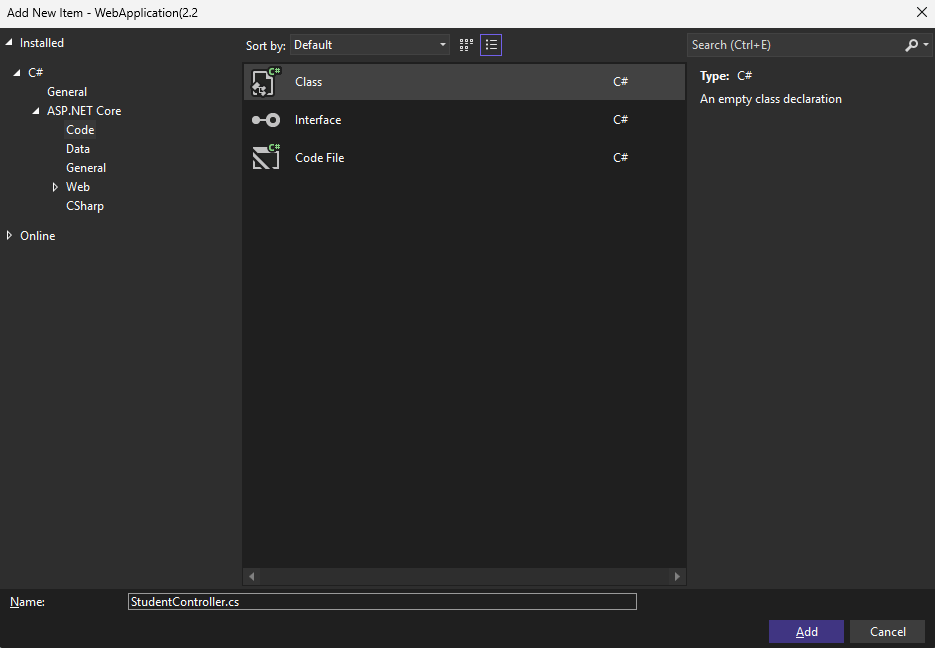 Add New Item - WebApplication(2.2
Installed
C#
General
ASP.NET Core
Code
Data
General
Web
CSharp
Online
Sort by: Default
C# Class C#
Interface C#
C# Code File C#
Search (Ctrl+E)
Type: C#
An empty class declaration
Name: StudentController.cs
Add Cancel